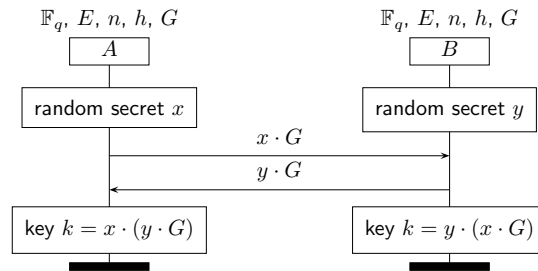 𝔽_q, E, n, h, G 𝔽_q, E, n, h, G
A B
random secret x random secret y
x · G
y · G
key k = x · (y · G) key k = y · (x · G)